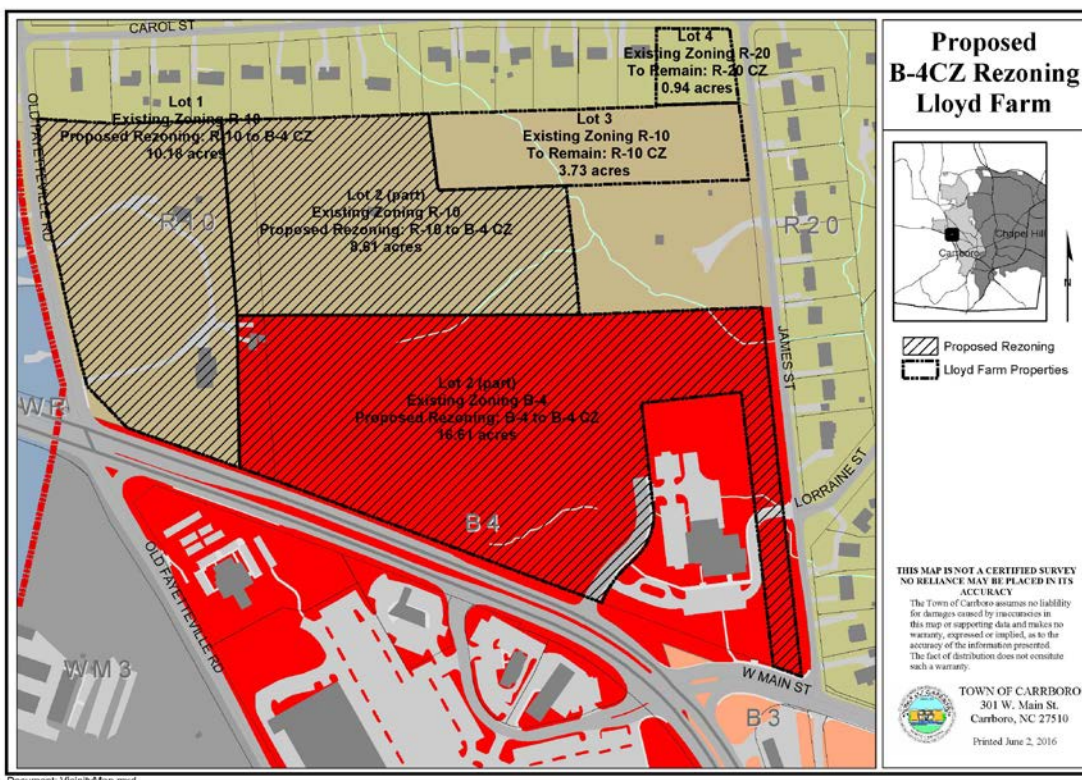 CAROL ST
Lot 4
Existing Zoning R-20
To Remain: R-20 CZ
0.94 acres
OLD FAYETTEVILLE RD
Lot 1
Existing Zoning R-10
Proposed Rezoning: R-10 to B-4 CZ
10.18 acres
Lot 3
Existing Zoning R-10
To Remain: R-10 CZ
3.73 acres
Lot 2 (part)
Existing Zoning R-10
Proposed Rezoning: R-10 to B-4 CZ
8.61 acres
R 10
R 20
JAMES ST
Lot 2 (part)
Existing Zoning B-4
Proposed Rezoning: B-4 to B-4 CZ
16.61 acres
WR
LORRAINE ST
B 4
OLD FAYETTEVILLE RD
WM 3
W MAIN ST
B 3
Proposed
B-4CZ Rezoning
Lloyd Farm
Chapel Hill
Carrboro
N
Proposed Rezoning
Lloyd Farm Properties
THIS MAP IS NOT A CERTIFIED SURVEY
NO RELIANCE MAY BE PLACED IN ITS
ACCURACY
The Town of Carrboro assumes no liability
for damages caused by inaccuracies in
this map or supporting data and makes no
warranty, expressed or implied, as to the
accuracy of the information presented.
The fact of distribution does not constitute
such a warranty.
TOWN OF CARRBORO
301 W. Main St.
Carrboro, NC 27510
Printed June 2, 2016